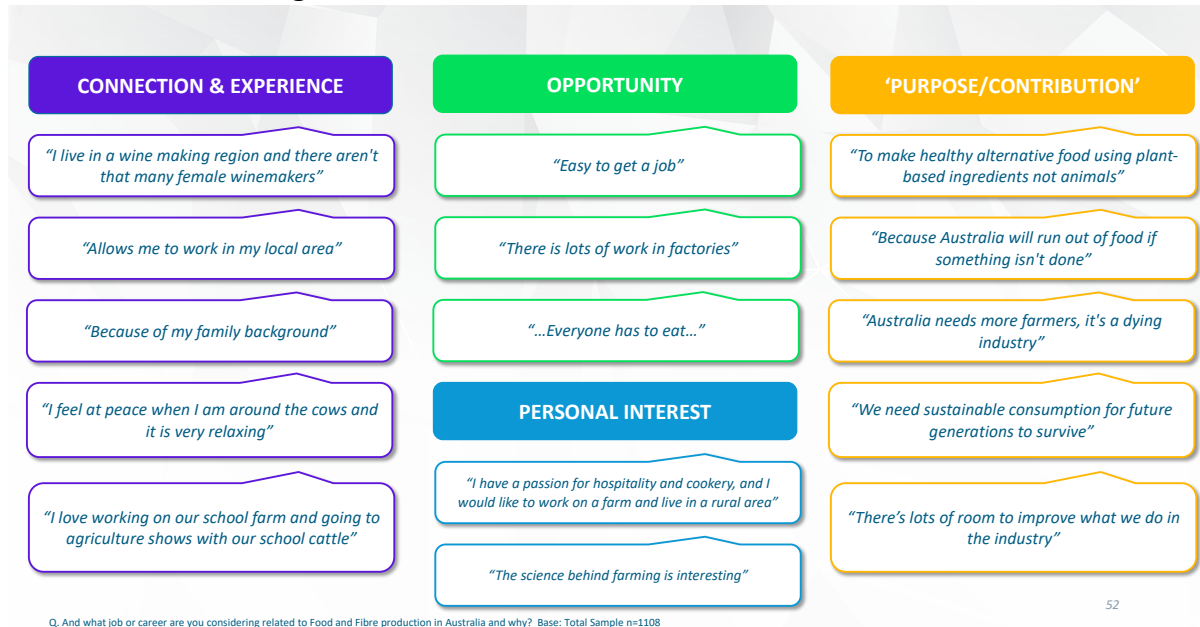 CONNECTION & EXPERIENCE
“I live in a wine making region and there aren't
that many female winemakers”
“Allows me to work in my local area”
“Because of my family background”
“I feel at peace when I am around the cows and
it is very relaxing”
“I love working on our school farm and going to
agriculture shows with our school cattle”
OPPORTUNITY
“Easy to get a job”
“There is lots of work in factories”
“…Everyone has to eat…”
PERSONAL INTEREST
“I have a passion for hospitality and cookery, and I
would like to work on a farm and live in a rural area”
“The science behind farming is interesting”
‘PURPOSE/CONTRIBUTION’
“To make healthy alternative food using plant-
based ingredients not animals”
“Because Australia will run out of food if
something isn't done”
“Australia needs more farmers, it's a dying
industry”
“We need sustainable consumption for future
generations to survive”
“There’s lots of room to improve what we do in
the industry”
52
Q. And what job or career are you considering related to Food and Fibre production in Australia and why? Base: Total Sample n=1108